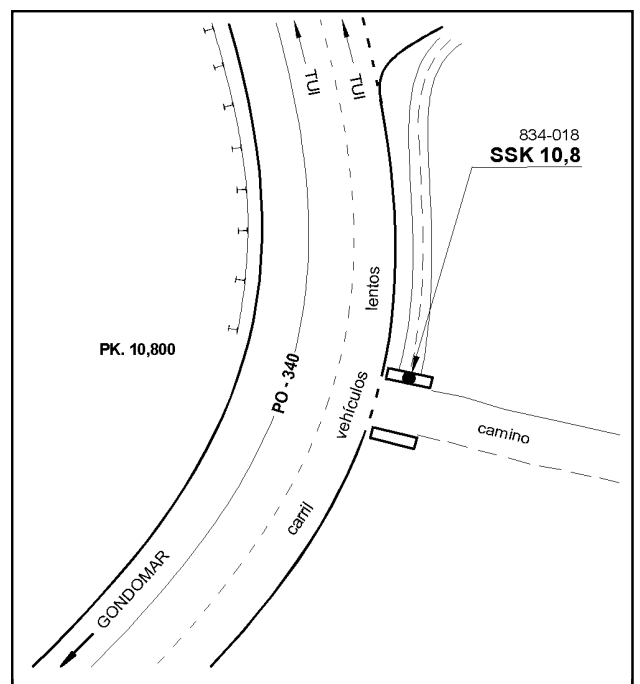 TUI
TUI
834-018
SSK 10,8
PK. 10,800
PO - 340
carril vehículos lentos
camino
GONDOMAR